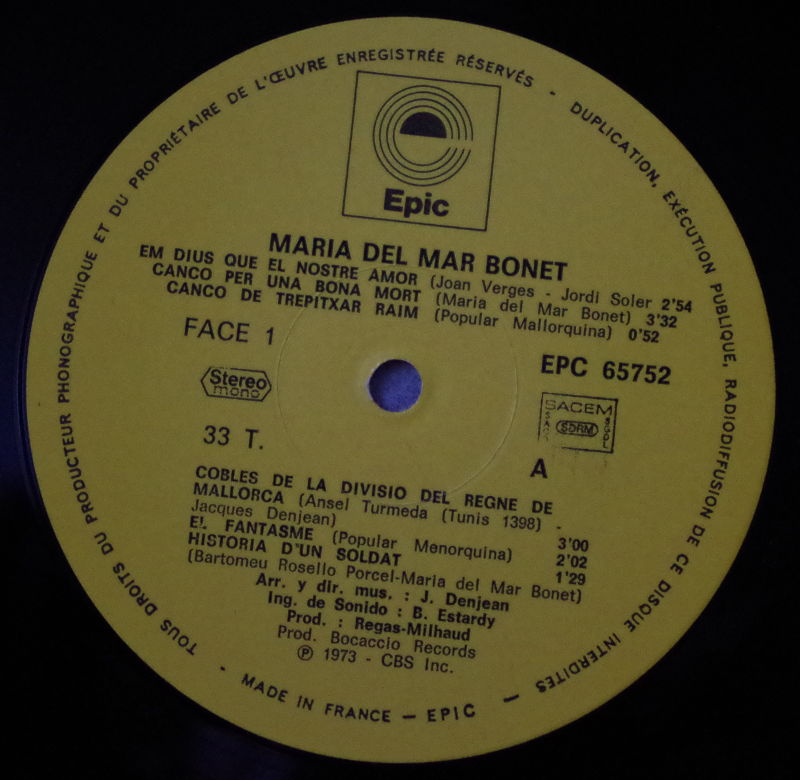 TOUS DROITS DU PRODUCTEUR PHONOGRAPHIQUE ET DU PROPRIÉTAIRE DE L'ŒUVRE ENREGISTRÉE RÉSERVÉS - DUPLICATION, EXÉCUTION PUBLIQUE, RADIODIFFUSION DE CE DISQUE INTERDITES - MADE IN FRANCE - EPIC -
Epic
MARIA DEL MAR BONET
EM DIUS QUE EL NOSTRE AMOR (Joan Verges - Jordi Soler 2'54
CANCO PER UNA BONA MORT (Maria del Mar Bonet) 3'32
CANCO DE TREPITXAR RAIM (Popular Mallorquina) 0'52
FACE 1
EPC 65752
Stereo
mono
SACEM
SACD
SDRM
SGDL
33 T.
A
COBLES DE LA DIVISIO DEL REGNE DE
MALLORCA (Ansel Turmeda (Tunis 1398) -
Jacques Denjean) 3'00
EL FANTASME (Popular Menorquina) 2'02
HISTORIA D'UN SOLDAT 1'29
(Bartomeu Rosello Porcel-Maria del Mar Bonet)
Arr. y dir. mus. : J. Denjean
Ing. de Sonido : B. Estardy
Prod. : Regas-Milhaud
Prod. Bocaccio Records
℗ 1973 - CBS Inc.